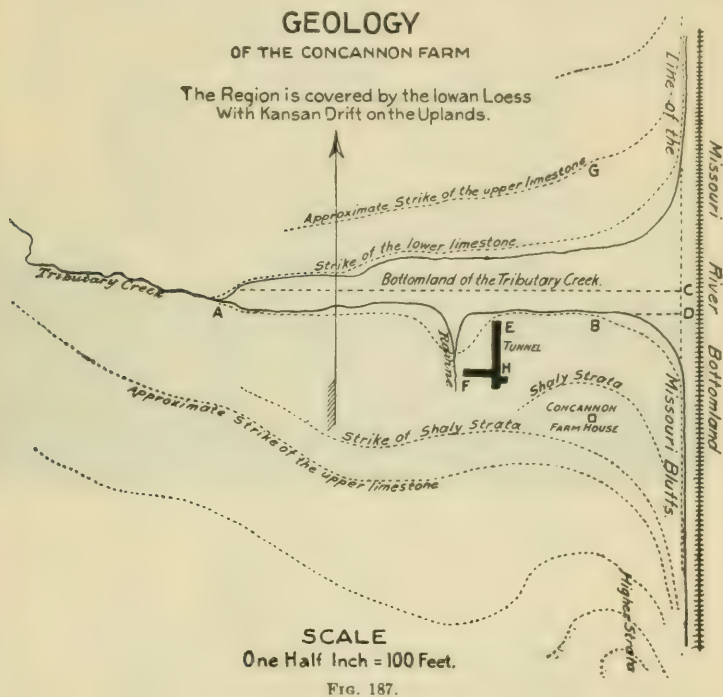 GEOLOGY
OF THE CONCANNON FARM
The Region is covered by the Iowan Loess
With Kansan Drift on the Uplands.
Line of the
Missouri River Bottomland
G
Approximate Strike of the upper limestone
Strike of the lower limestone
Tributary Creek
Bottomland of the Tributary Creek.
C
A
D
E
B
TUNNEL
Ravine
F
H
Missouri Bluffs.
Shaly Strata
CONCANNON
FARM HOUSE
Strike of Shaly Strata
Approximate Strike of the upper limestone
Higher Strata
SCALE
One Half Inch = 100 Feet.
FIG. 187.